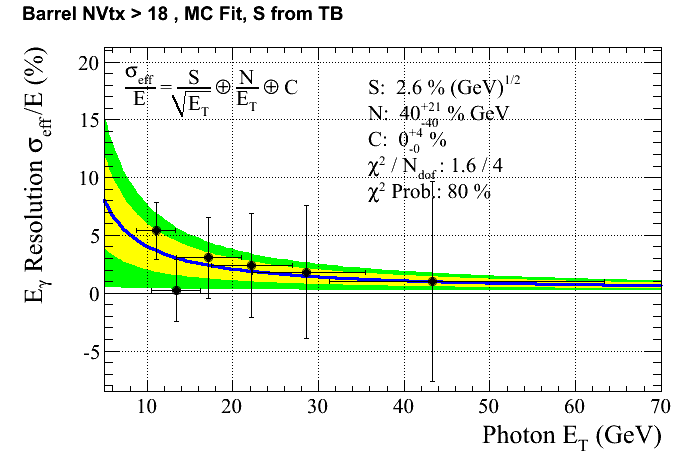 Barrel NVtx > 18 , MC Fit, S from TB
Eγ Resolution σeff/E (%)
20
15
10
5
0
-5
σeff/E = S/√ET ⊕ N/ET ⊕ C
S: 2.6 % (GeV)^1/2
N: 40 +21 -40 % GeV
C: 0 +4 -0 %
χ² / Ndof : 1.6 / 4
χ² Prob.: 80 %
10 20 30 40 50 60 70
Photon ET (GeV)